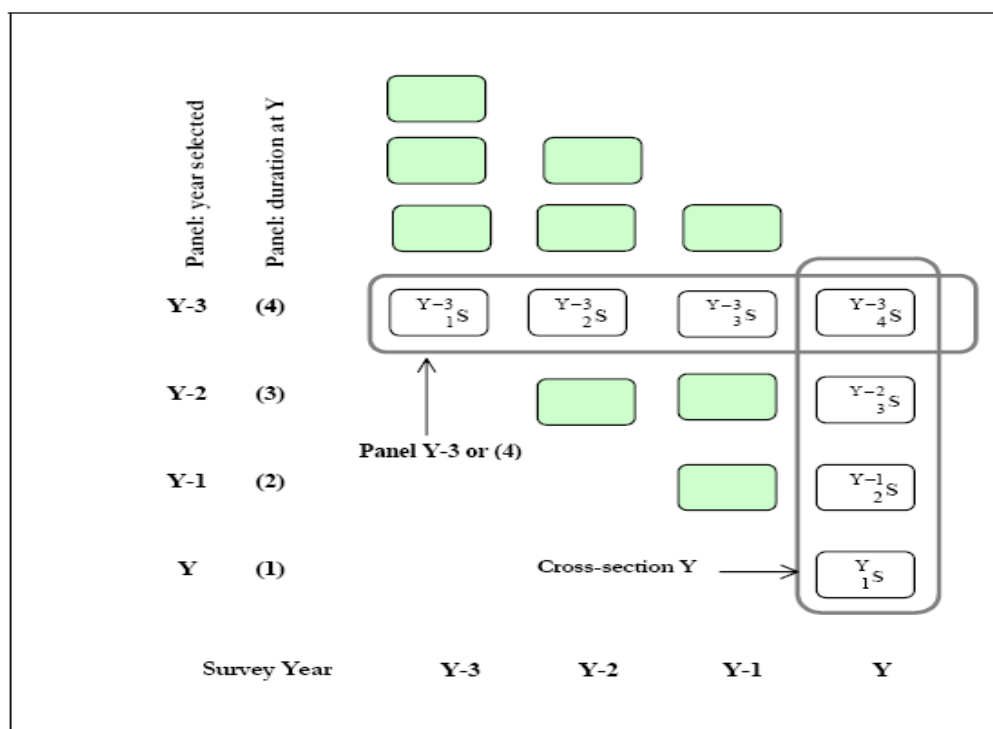 Panel: year selected
Panel: duration at Y
Y-3 (4) Y−3 1S Y−3 2S Y−3 3S Y−3 4S
Y-2 (3) Y−2 3S
Panel Y-3 or (4)
Y-1 (2) Y−1 2S
Y (1) Cross-section Y Y 1S
Survey Year Y-3 Y-2 Y-1 Y